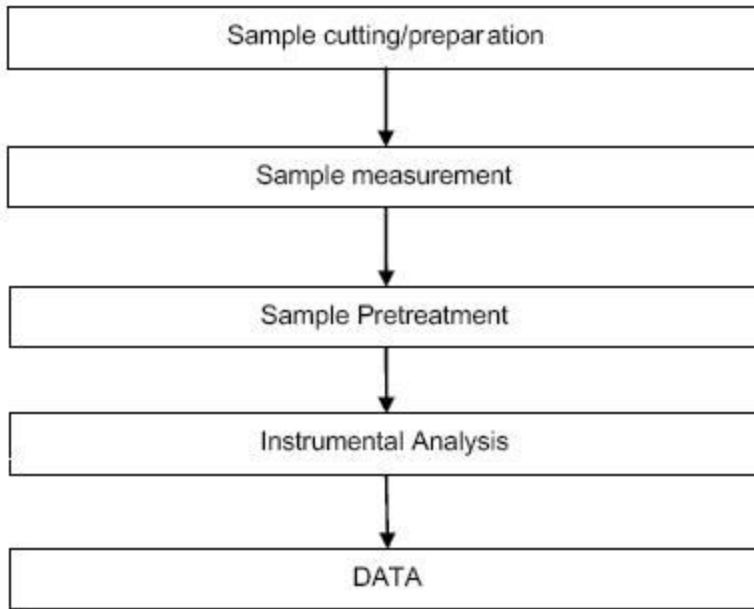 Sample cutting/preparation
Sample measurement
Sample Pretreatment
Instrumental Analysis
DATA